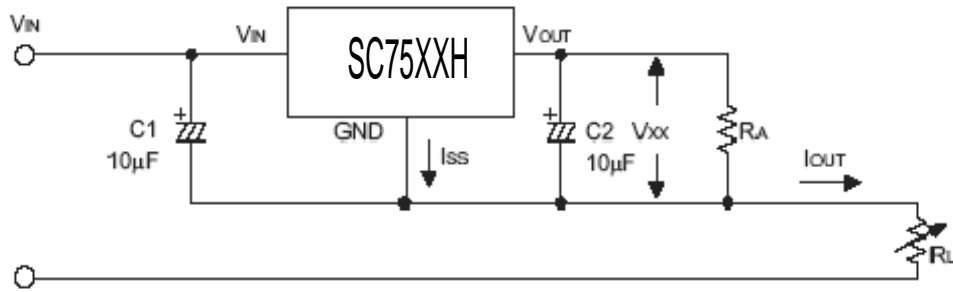 VIN
VIN
SC75XXH
VOUT
C1
10µF
GND
ISS
C2
10µF
VXX
RA
IOUT
RL